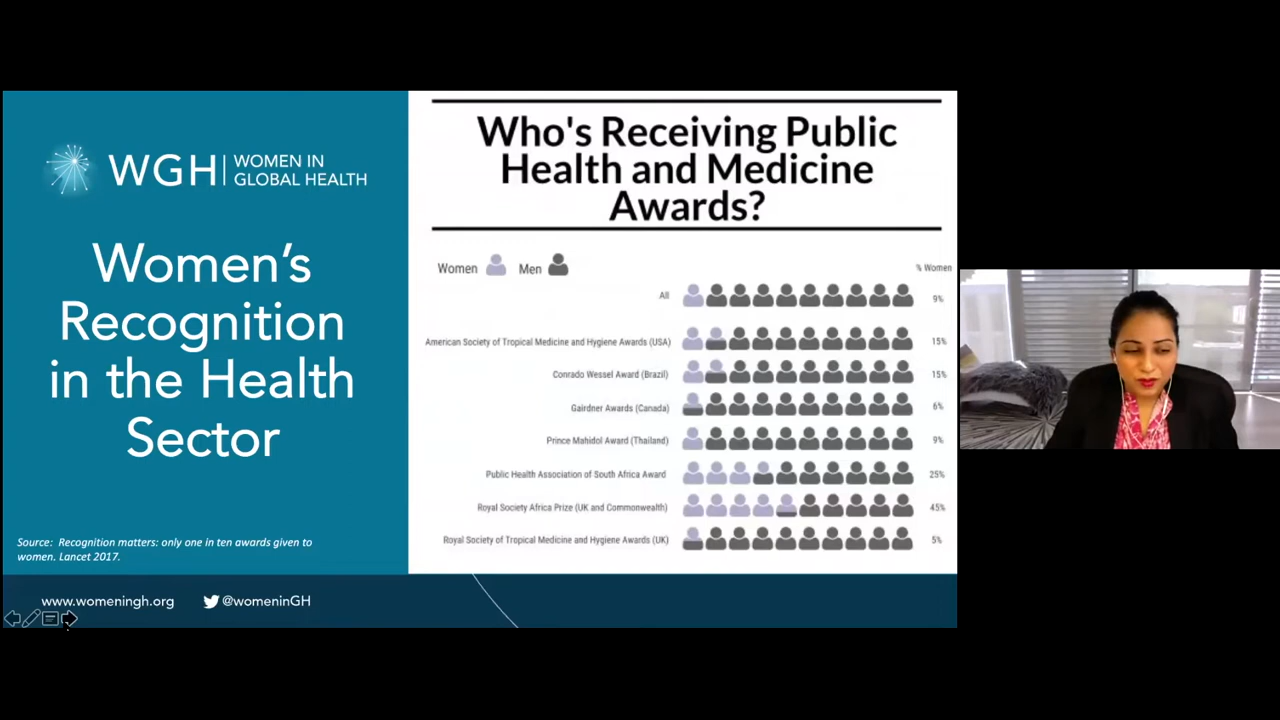 WGH
WOMEN IN
GLOBAL HEALTH
Women's
Recognition
in the Health
Sector
Source: Recognition matters: only one in ten awards given to
women. Lancet 2017.
www.womeningh.org
@womeninGH
Who's Receiving Public
Health and Medicine
Awards?
Women Men
% Women
All 9%
American Society of Tropical Medicine and Hygiene Awards (USA) 15%
Conrado Wessel Award (Brazil) 15%
Gairdner Awards (Canada) 6%
Prince Mahidol Award (Thailand) 9%
Public Health Association of South Africa Award 25%
Royal Society Africa Prize (UK and Commonwealth) 45%
Royal Society of Tropical Medicine and Hygiene Awards (UK) 5%